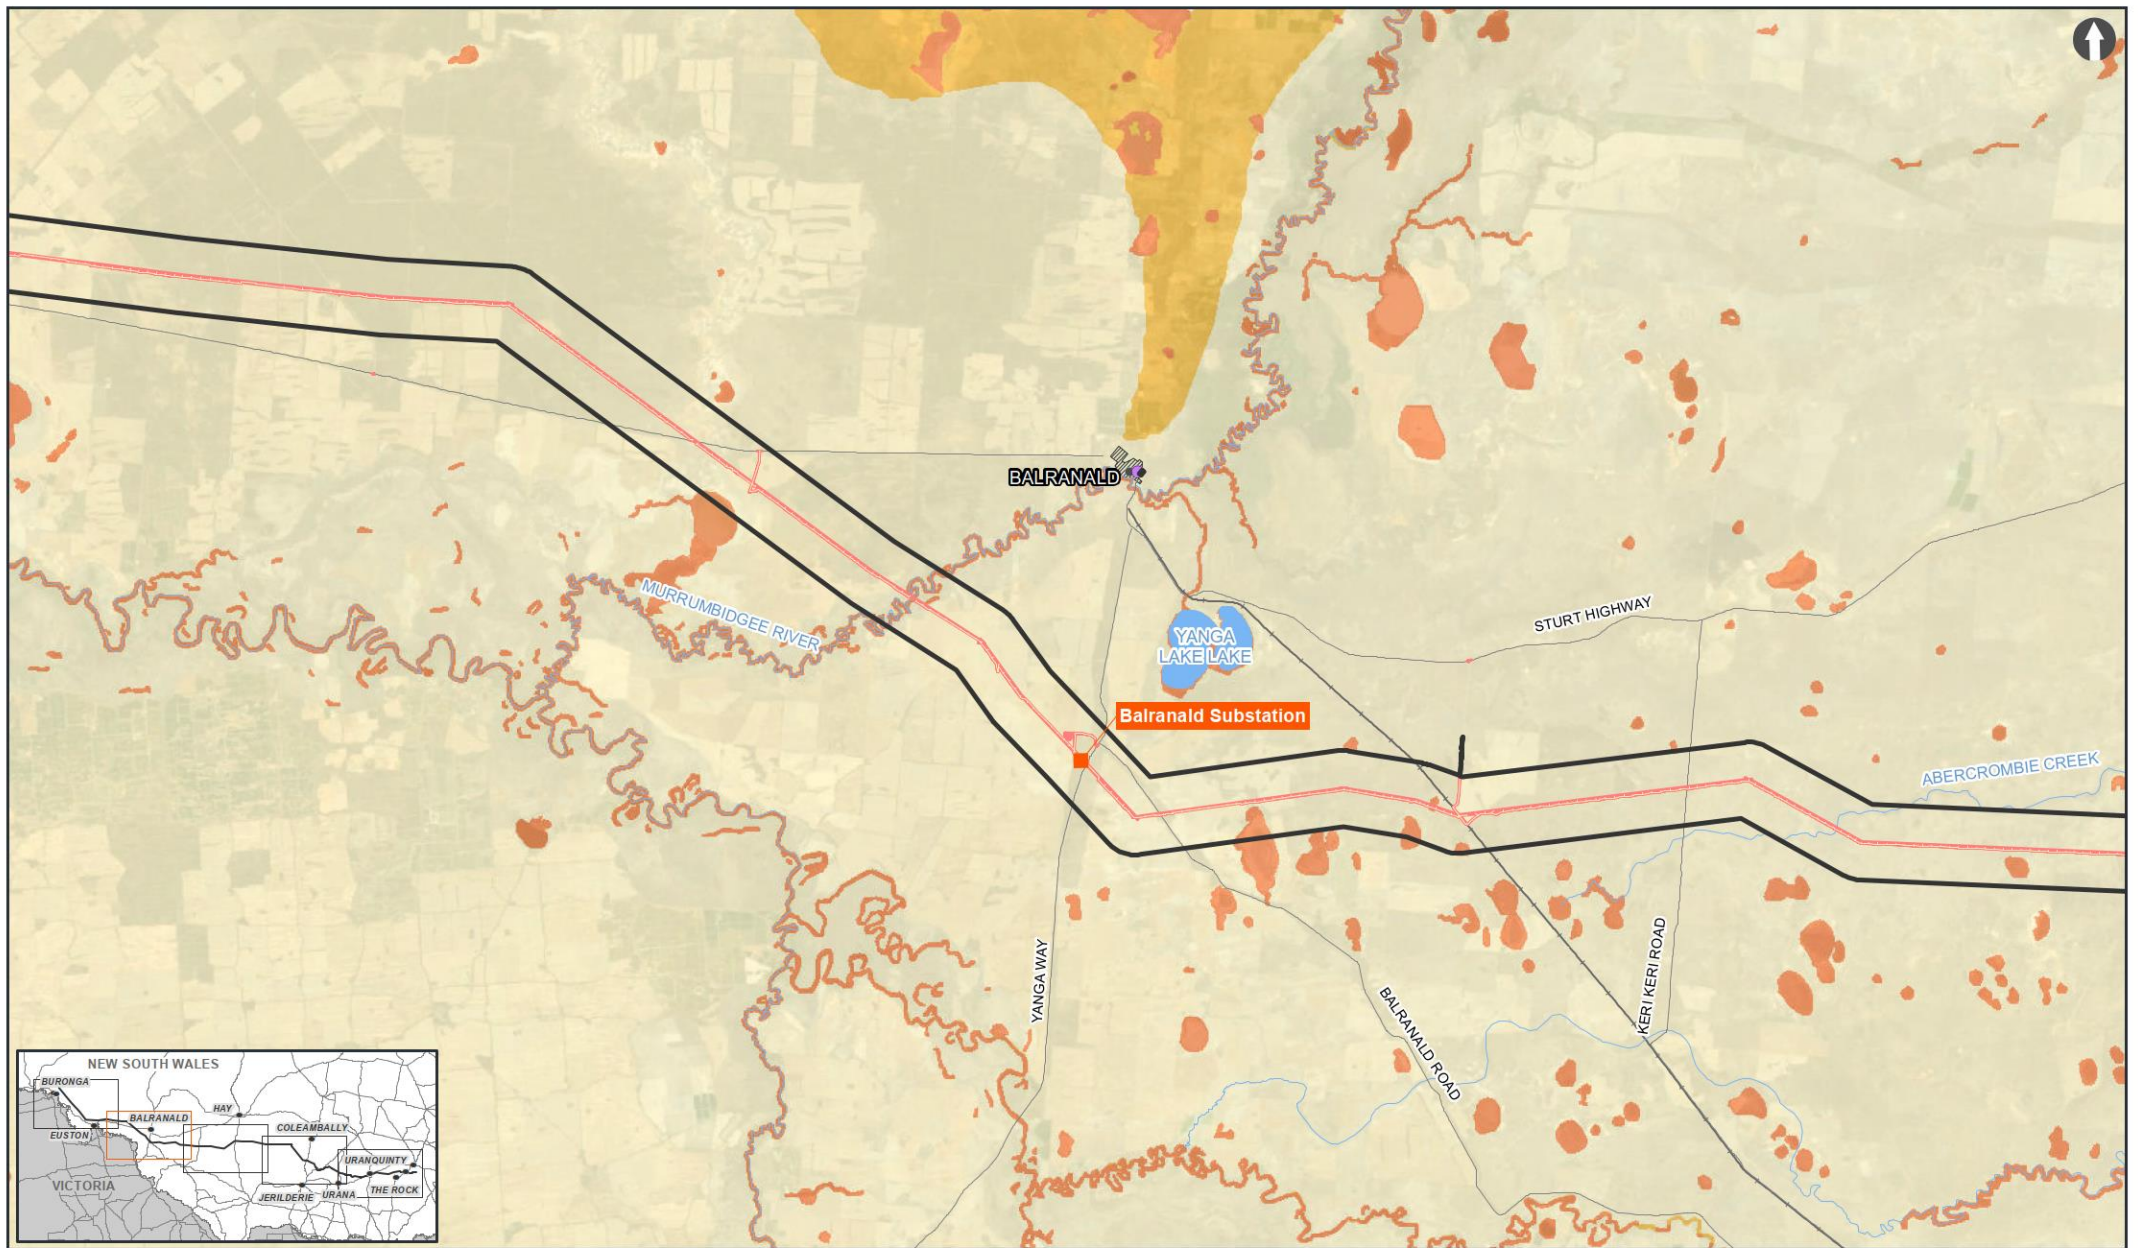 BALRANALD
MURRUMBIDGEE RIVER
YANGA
LAKE LAKE
STURT HIGHWAY
Balranald Substation
ABERCROMBIE CREEK
YANGA WAY
BALRANALD ROAD
KERI KERI ROAD
NEW SOUTH WALES
BURONGA
HAY
BALRANALD
EUSTON
COLEAMBALLY
URANQUINTY
VICTORIA
JERILDERIE
URANA
THE ROCK